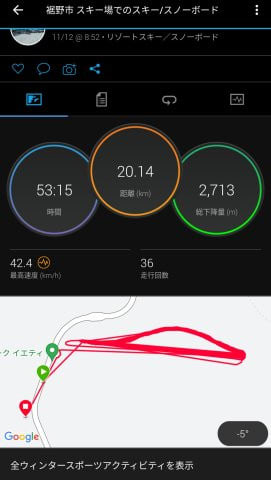 裾野市 スキー場でのスキー/スノーボード
11/12 @ 8:52・リゾートスキー／スノーボード
53:15
時間
20.14
距離 (km)
2,713
総下降量 (m)
42.4
最高速度 (km/h)
36
走行回数
ーク イエティ
Google
-5°
全ウィンタースポーツアクティビティを表示